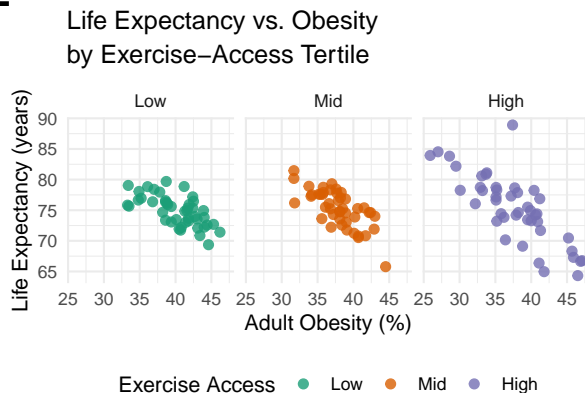 Life Expectancy vs. Obesity
by Exercise−Access Tertile
Low Mid High
Life Expectancy (years)
90
85
80
75
70
65
25 30 35 40 45 25 30 35 40 45 25 30 35 40 45
Adult Obesity (%)
Exercise Access Low Mid High